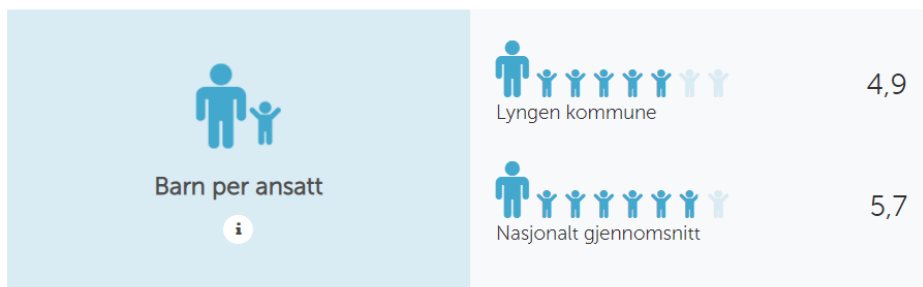 Barn per ansatt
i
Lyngen kommune
4,9
Nasjonalt gjennomsnitt
5,7